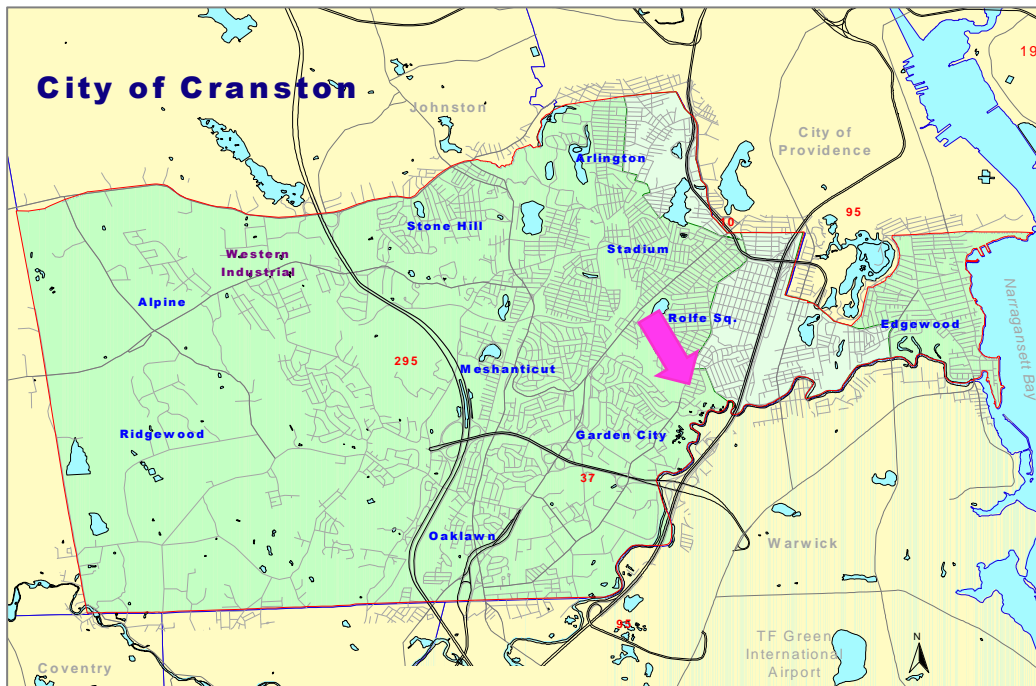 City of Cranston
Johnston
19
City of
Providence
Arlington
10
95
Stone Hill
Stadium
Western
Industrial
Alpine
Rolfe Sq.
Edgewood
Narragansett Bay
295
Meshanticut
Ridgewood
Garden City
37
Oaklawn
Warwick
95
TF Green
International
Airport
N
Coventry